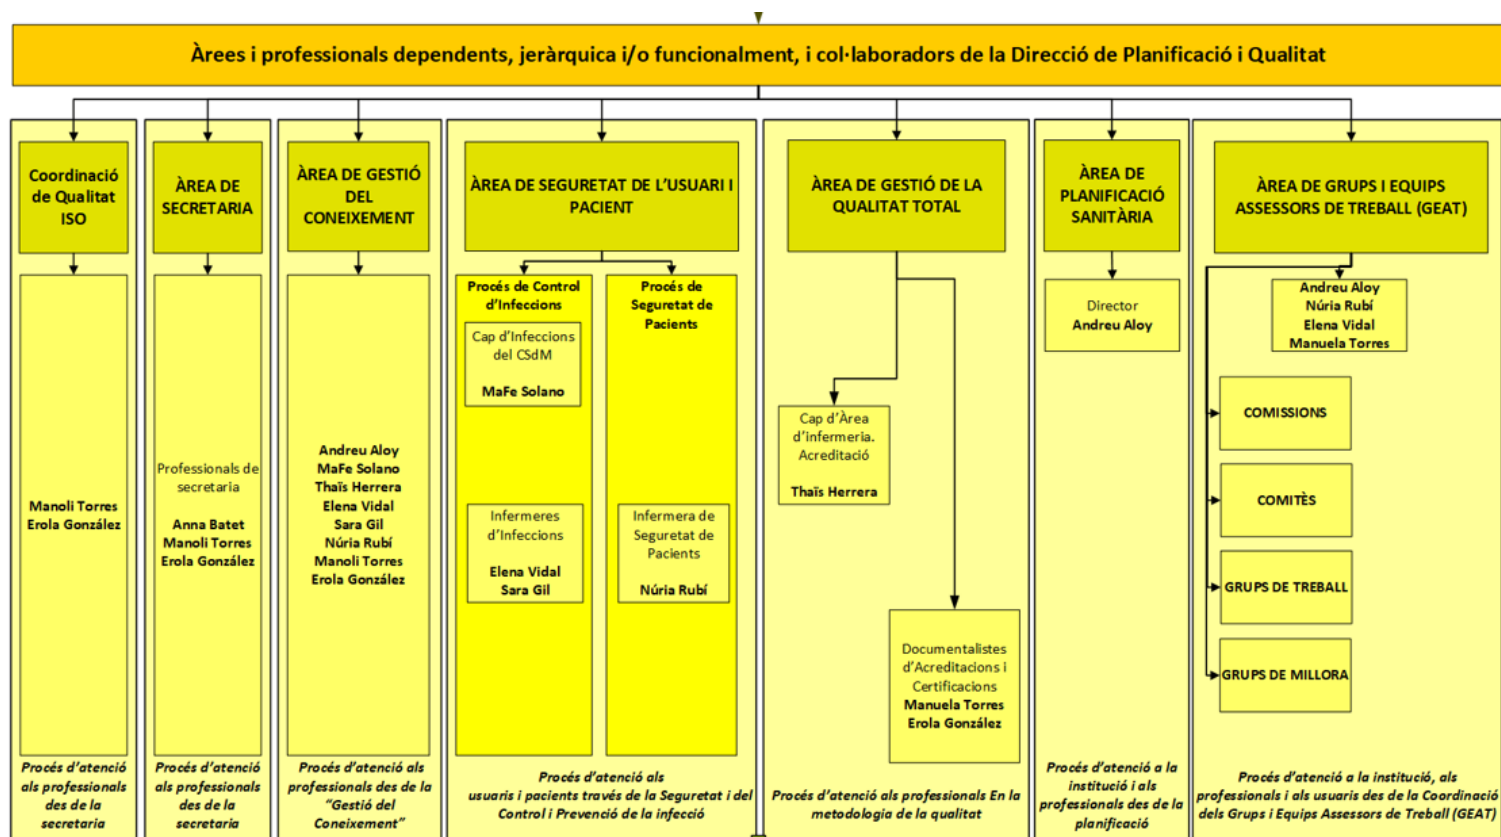 Àrees i professionals dependents, jeràrquica i/o funcionalment, i col·laboradors de la Direcció de Planificació i Qualitat
Coordinació
de Qualitat
ISO
Manoli Torres
Erola González
Procés d'atenció
als professionals
des de la
secretaria
ÀREA DE
SECRETARIA
Professionals de
secretaria
Anna Batet
Manoli Torres
Erola González
Procés d'atenció
als professionals
des de la
secretaria
ÀREA DE GESTIÓ
DEL
CONEIXEMENT
Andreu Aloy
MaFe Solano
Thaïs Herrera
Elena Vidal
Sara Gil
Núria Rubí
Manoli Torres
Erola González
Procés d'atenció als
professionals des de la
"Gestió del
Coneixement"
ÀREA DE SEGURETAT DE L'USUARI I
PACIENT
Procés de Control
d'Infeccions
Cap d'Infeccions
del CSdM
MaFe Solano
Infermeres
d'Infeccions
Elena Vidal
Sara Gil
Procés de
Seguretat de
Pacients
Infermera de
Seguretat de
Pacients
Núria Rubí
Procés d'atenció als
usuaris i pacients través de la Seguretat i del
Control i Prevenció de la infecció
ÀREA DE GESTIÓ DE LA
QUALITAT TOTAL
Cap d'Àrea
d'infermeria.
Acreditació
Thaïs Herrera
Documentalistes
d'Acreditacions i
Certificacions
Manuela Torres
Erola González
Procés d'atenció als professionals En la
metodologia de la qualitat
ÀREA DE
PLANIFICACIÓ
SANITÀRIA
Director
Andreu Aloy
Procés d'atenció a la
institució i als
professionals des de la
planificació
ÀREA DE GRUPS I EQUIPS
ASSESSORS DE TREBALL (GEAT)
Andreu Aloy
Núria Rubí
Elena Vidal
Manuela Torres
COMISSIONS
COMITÈS
GRUPS DE TREBALL
GRUPS DE MILLORA
Procés d'atenció a la institució, als
professionals i als usuaris des de la Coordinació
dels Grups i Equips Assessors de Treball (GEAT)